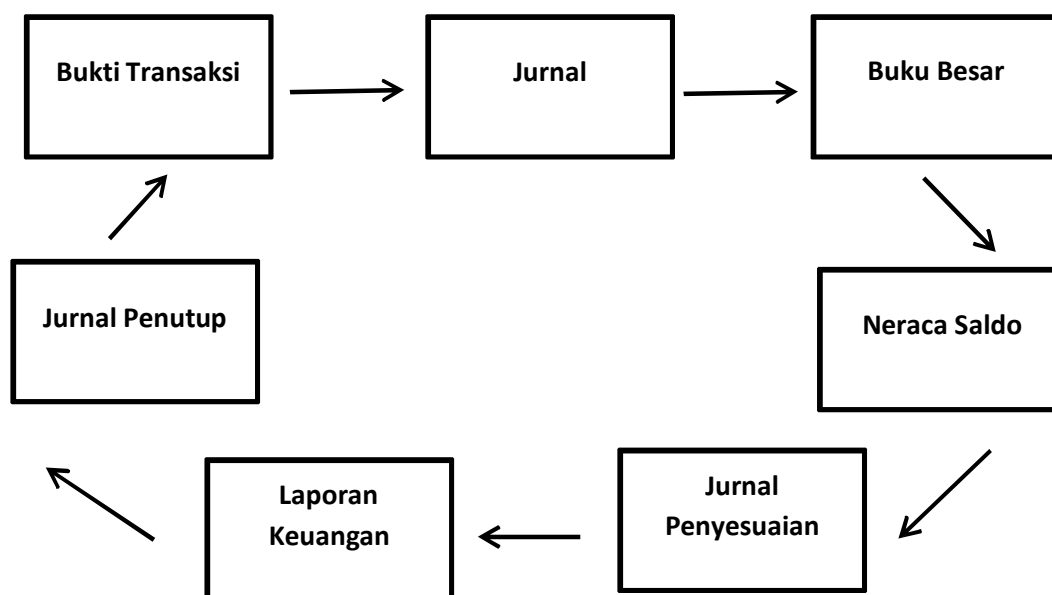 Bukti Transaksi
Jurnal
Buku Besar
Jurnal Penutup
Neraca Saldo
Laporan
Keuangan
Jurnal
Penyesuaian